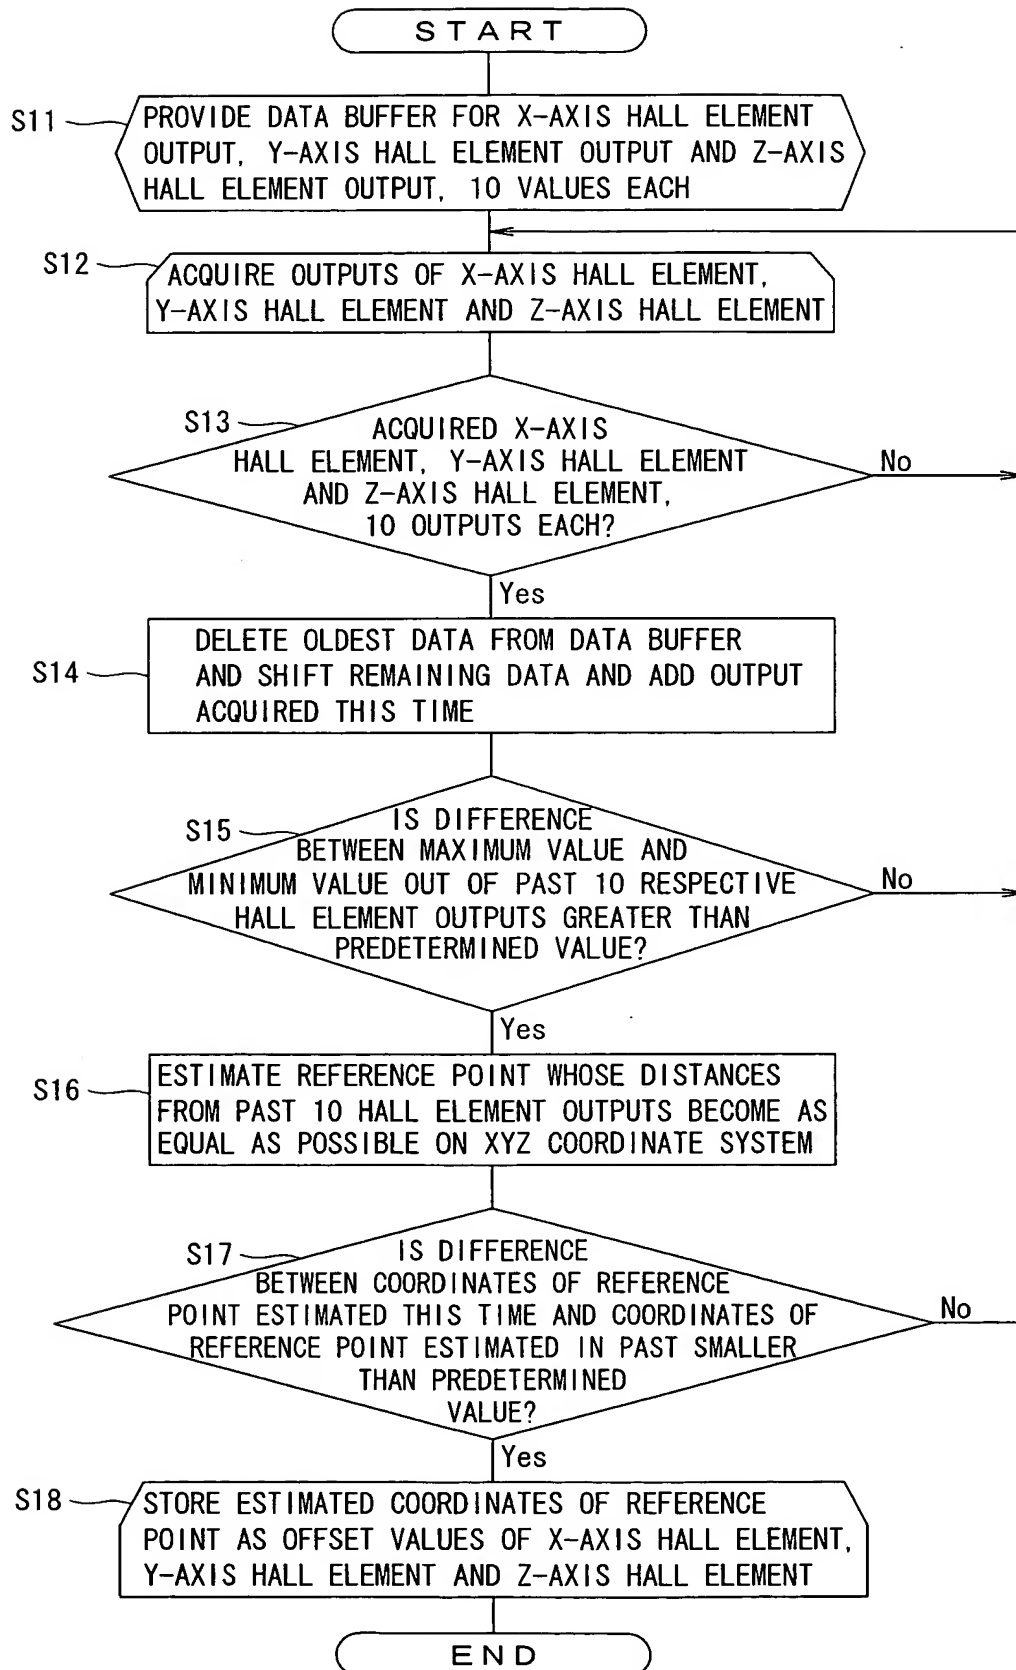 START
S11
PROVIDE DATA BUFFER FOR X-AXIS HALL ELEMENT
OUTPUT, Y-AXIS HALL ELEMENT OUTPUT AND Z-AXIS
HALL ELEMENT OUTPUT, 10 VALUES EACH
S12
ACQUIRE OUTPUTS OF X-AXIS HALL ELEMENT,
Y-AXIS HALL ELEMENT AND Z-AXIS HALL ELEMENT
S13
ACQUIRED X-AXIS
HALL ELEMENT, Y-AXIS HALL ELEMENT
AND Z-AXIS HALL ELEMENT,
10 OUTPUTS EACH?
No
Yes
S14
DELETE OLDEST DATA FROM DATA BUFFER
AND SHIFT REMAINING DATA AND ADD OUTPUT
ACQUIRED THIS TIME
S15
IS DIFFERENCE
BETWEEN MAXIMUM VALUE AND
MINIMUM VALUE OUT OF PAST 10 RESPECTIVE
HALL ELEMENT OUTPUTS GREATER THAN
PREDETERMINED VALUE?
No
Yes
S16
ESTIMATE REFERENCE POINT WHOSE DISTANCES
FROM PAST 10 HALL ELEMENT OUTPUTS BECOME AS
EQUAL AS POSSIBLE ON XYZ COORDINATE SYSTEM
S17
IS DIFFERENCE
BETWEEN COORDINATES OF REFERENCE
POINT ESTIMATED THIS TIME AND COORDINATES OF
REFERENCE POINT ESTIMATED IN PAST SMALLER
THAN PREDETERMINED
VALUE?
No
Yes
S18
STORE ESTIMATED COORDINATES OF REFERENCE
POINT AS OFFSET VALUES OF X-AXIS HALL ELEMENT,
Y-AXIS HALL ELEMENT AND Z-AXIS HALL ELEMENT
END